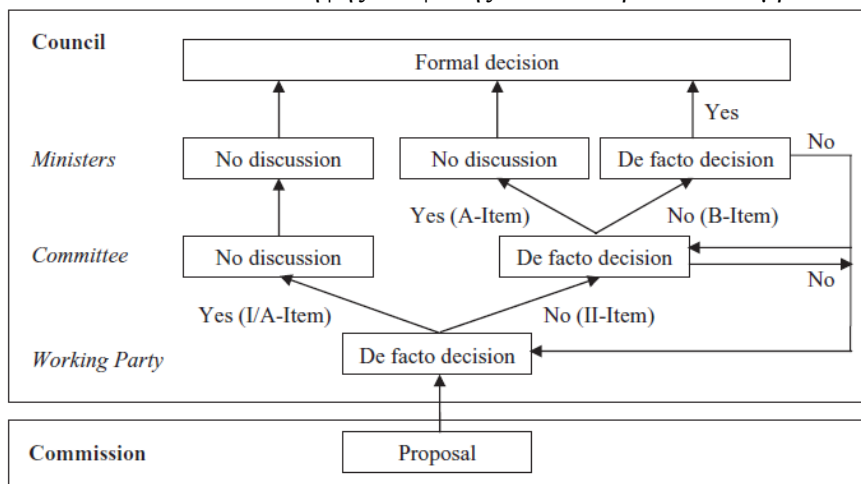 Council
Formal decision
Yes
Ministers
No discussion
No discussion
De facto decision
No
Yes (A-Item)
No (B-Item)
Committee
No discussion
De facto decision
No
Yes (I/A-Item)
No (II-Item)
Working Party
De facto decision
Commission
Proposal